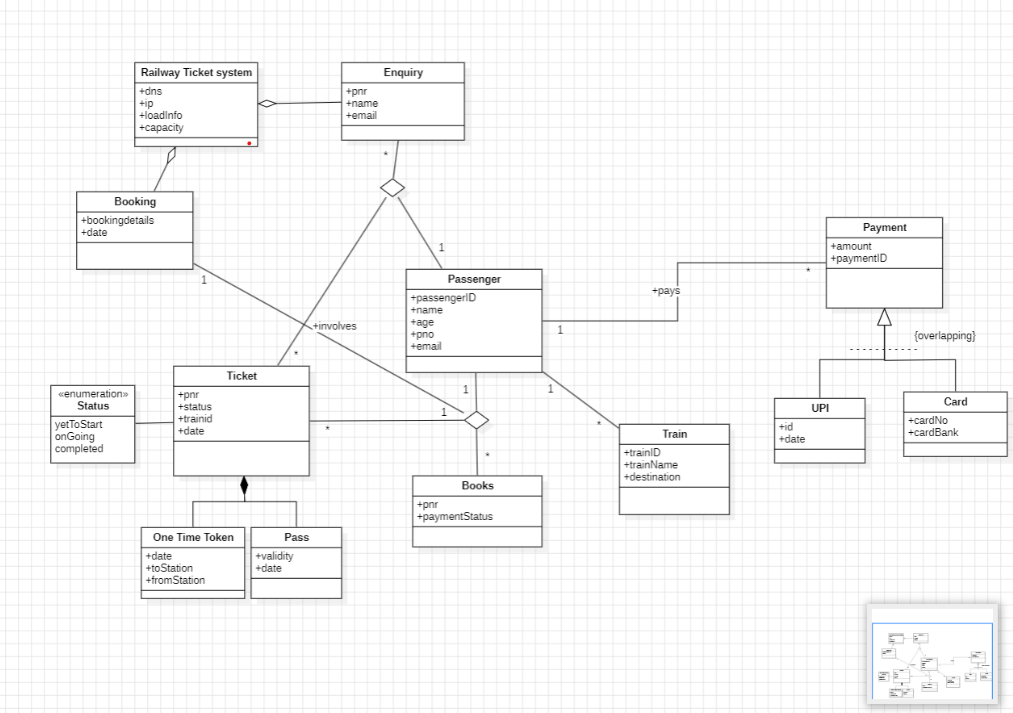 Railway Ticket system
+dns
+ip
+loadInfo
+capacity
Enquiry
+pnr
+name
+email
*
Booking
+bookingdetails
+date
1
1
Passenger
+passengerID
+name
+age
+pno
+email
+pays
1
*
Payment
+amount
+paymentID
{overlapping}
+involves
*
Ticket
+pnr
+status
+trainid
+date
«enumeration»
Status
yetToStart
onGoing
completed
1
1
*
*
1
*
Train
+trainID
+trainName
+destination
UPI
+id
+date
Card
+cardNo
+cardBank
Books
+pnr
+paymentStatus
One Time Token
+date
+toStation
+fromStation
Pass
+validity
+date